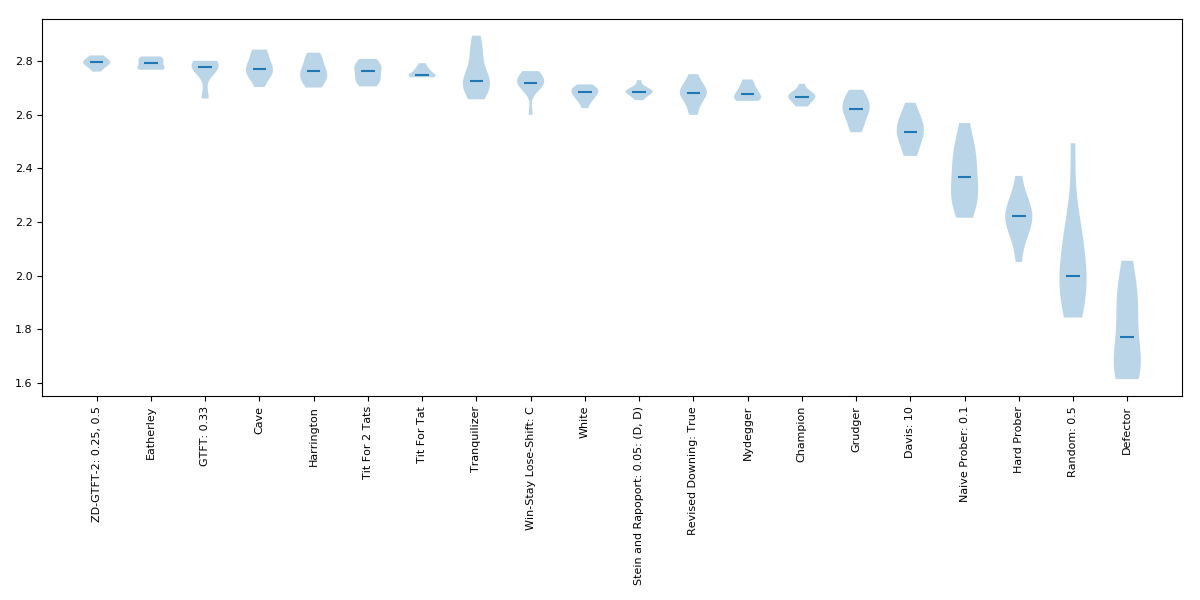 2.8
2.6
2.4
2.2
2.0
1.8
1.6
ZD-GTFT-2: 0.25, 0.5
Eatherley
GTFT: 0.33
Cave
Harrington
Tit For 2 Tats
Tit For Tat
Tranquilizer
Win-Stay Lose-Shift: C
White
Stein and Rapoport: 0.05: (D, D)
Revised Downing: True
Nydegger
Champion
Grudger
Davis: 10
Naive Prober: 0.1
Hard Prober
Random: 0.5
Defector